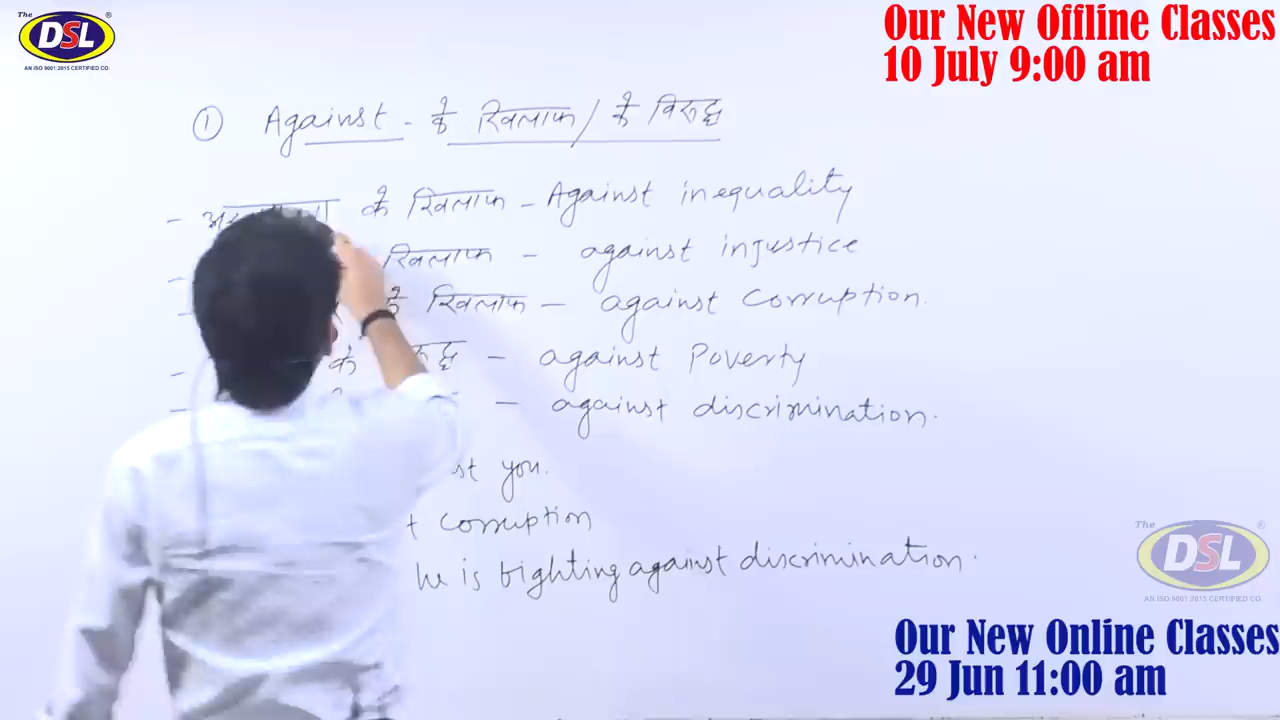 The
DSL
AN ISO 9001:2015 CERTIFIED CO.
Our New Offline Classes
10 July 9:00 am
① Against - के खिलाफ / के विरूद्ध
- के खिलाफ - Against inequality
- खिलाफ - against injustice
- के खिलाफ - against Corruption.
- के - against Poverty
- - against discrimination.
you.
corruption
he is fighting against discrimination.
The
DSL
AN ISO 9001:2015 CERTIFIED CO.
Our New Online Classes
29 Jun 11:00 am